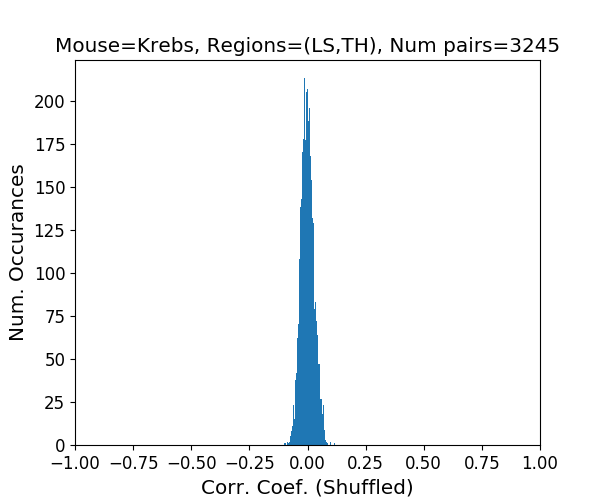 Mouse=Krebs, Regions=(LS,TH), Num pairs=3245
200
175
150
125
100
75
50
25
0
Num. Occurances
−1.00 −0.75 −0.50 −0.25 0.00 0.25 0.50 0.75 1.00
Corr. Coef. (Shuffled)